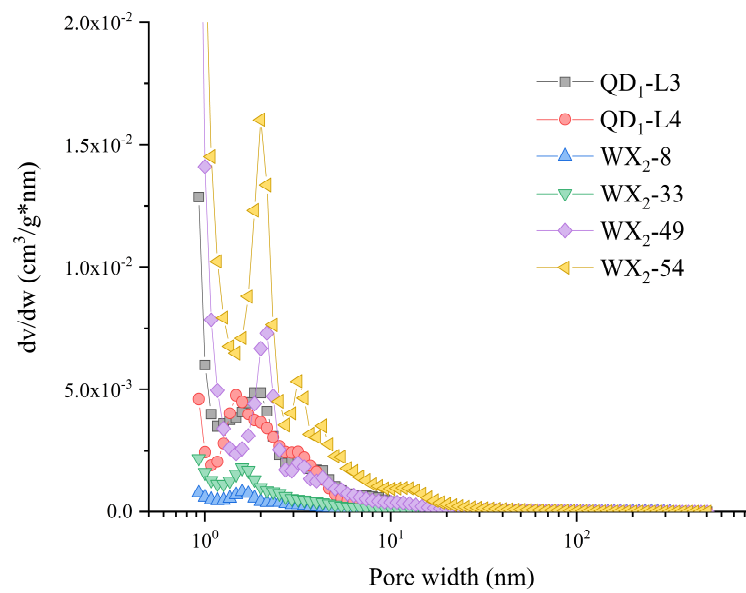 2.0x10⁻²
1.5x10⁻²
1.0x10⁻²
5.0x10⁻³
0.0
dv/dw (cm³/g*nm)
QD₁-L3
QD₁-L4
WX₂-8
WX₂-33
WX₂-49
WX₂-54
10⁰
10¹
10²
Pore width (nm)